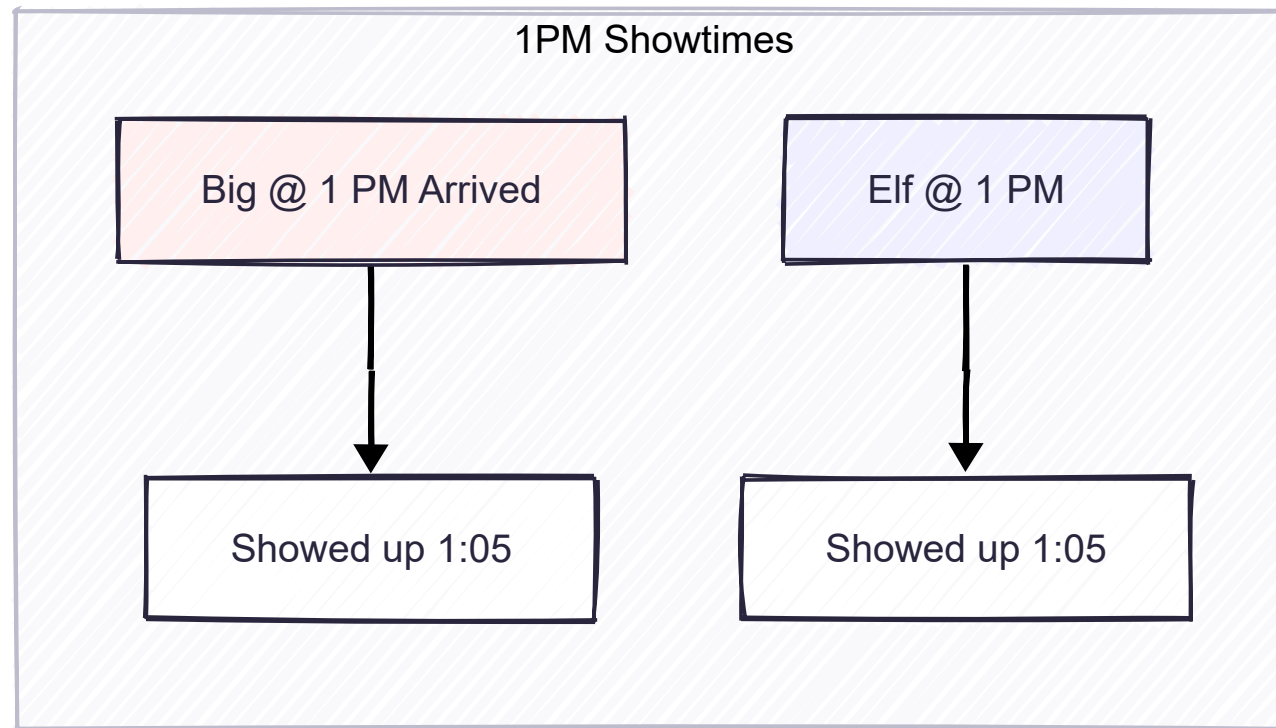 1PM Showtimes
Big @ 1 PM Arrived
Elf @ 1 PM
Showed up 1:05
Showed up 1:05